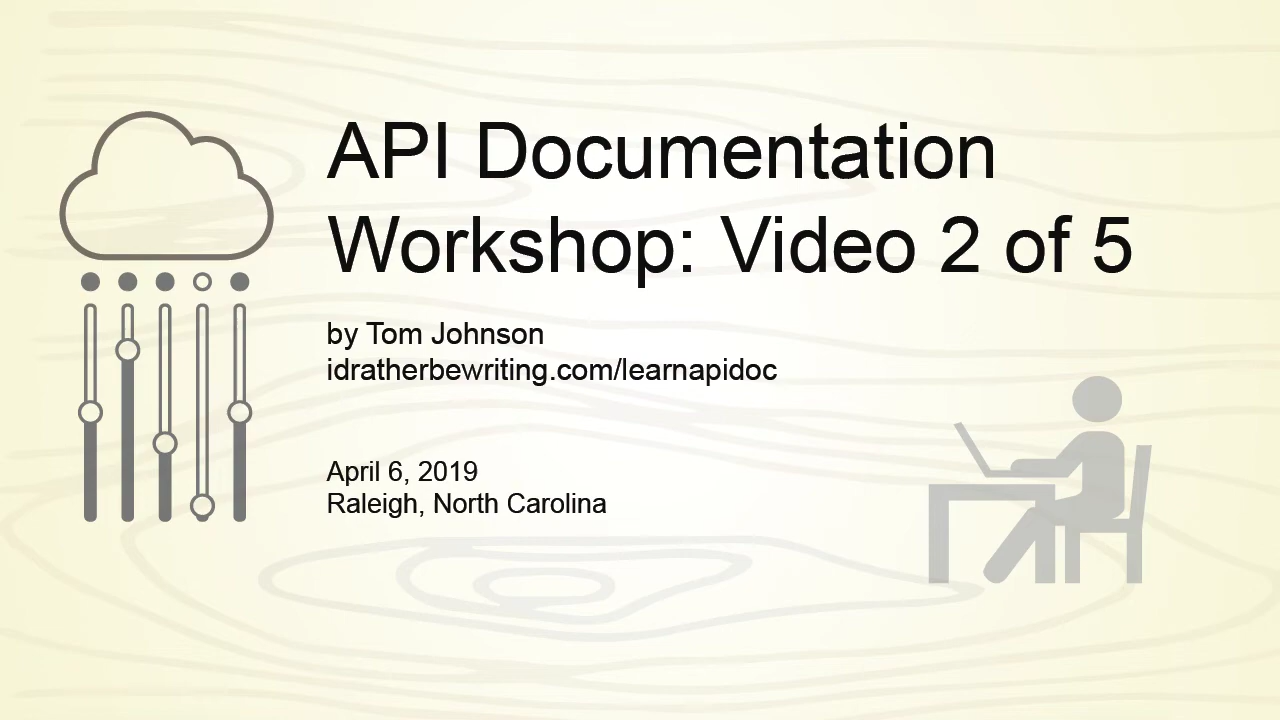 API Documentation
Workshop: Video 2 of 5
by Tom Johnson
idratherbewriting.com/learnapidoc
April 6, 2019
Raleigh, North Carolina